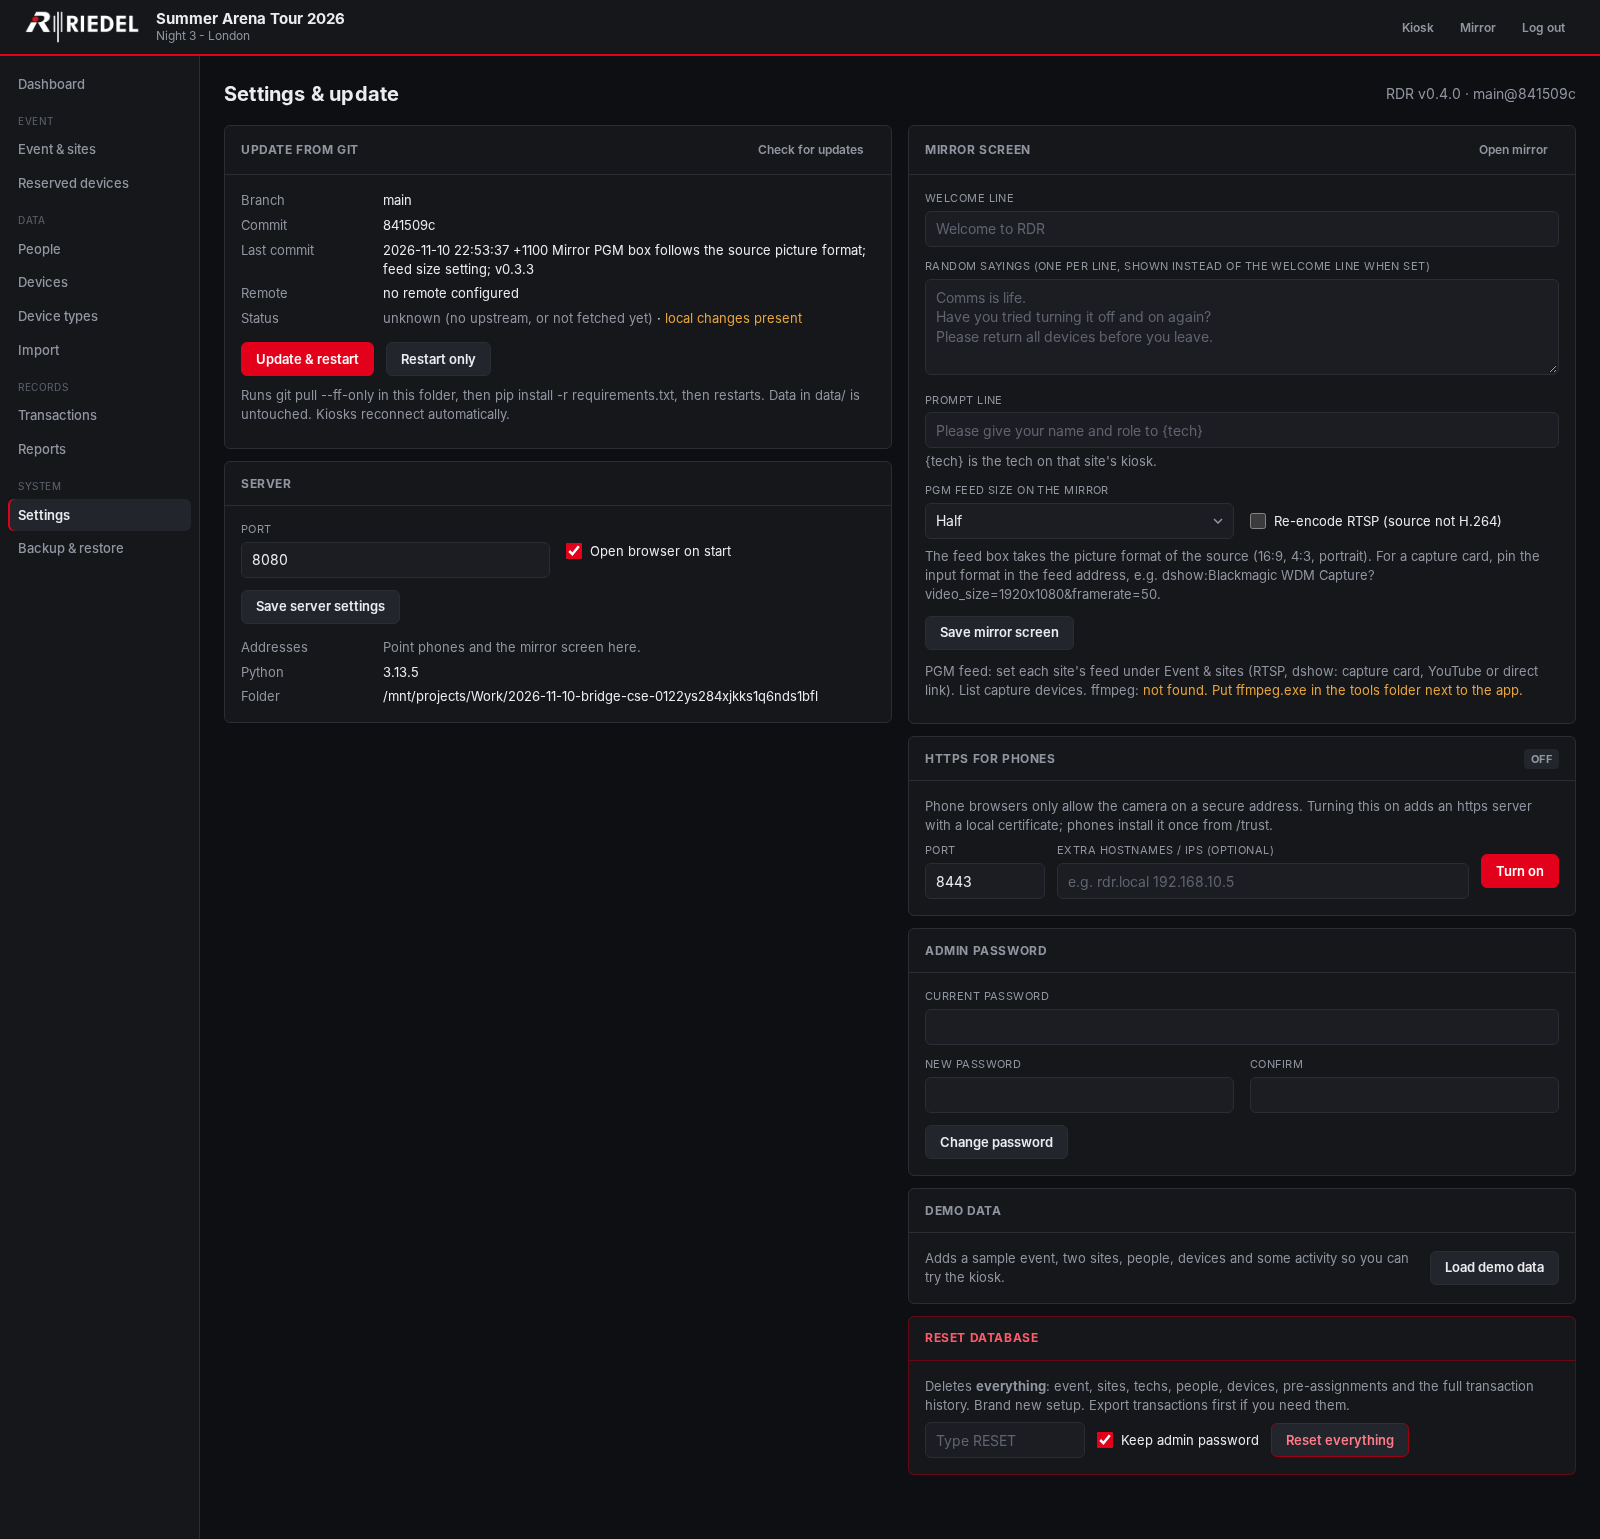 RIEDEL
Summer Arena Tour 2026
Night 3 - London
Kiosk
Mirror
Log out
Dashboard
EVENT
Event & sites
Reserved devices
DATA
People
Devices
Device types
Import
RECORDS
Transactions
Reports
SYSTEM
Settings
Backup & restore
Settings & update
RDR v0.4.0 · main@841509c
UPDATE FROM GIT
Check for updates
Branch
main
Commit
841509c
Last commit
2026-11-10 22:53:37 +1100 Mirror PGM box follows the source picture format;
feed size setting; v0.3.3
Remote
no remote configured
Status
unknown (no upstream, or not fetched yet) · local changes present
Update & restart
Restart only
Runs git pull --ff-only in this folder, then pip install -r requirements.txt, then restarts. Data in data/ is
untouched. Kiosks reconnect automatically.
SERVER
PORT
8080
Open browser on start
Save server settings
Addresses
Point phones and the mirror screen here.
Python
3.13.5
Folder
/mnt/projects/Work/2026-11-10-bridge-cse-0122ys284xjkks1q6nds1bfl
MIRROR SCREEN
Open mirror
WELCOME LINE
Welcome to RDR
RANDOM SAYINGS (ONE PER LINE, SHOWN INSTEAD OF THE WELCOME LINE WHEN SET)
Comms is life.
Have you tried turning it off and on again?
Please return all devices before you leave.
PROMPT LINE
Please give your name and role to {tech}
{tech} is the tech on that site's kiosk.
PGM FEED SIZE ON THE MIRROR
Half
Re-encode RTSP (source not H.264)
The feed box takes the picture format of the source (16:9, 4:3, portrait). For a capture card, pin the
input format in the feed address, e.g. dshow:Blackmagic WDM Capture?
video_size=1920x1080&framerate=50.
Save mirror screen
PGM feed: set each site's feed under Event & sites (RTSP, dshow: capture card, YouTube or direct
link). List capture devices. ffmpeg: not found. Put ffmpeg.exe in the tools folder next to the app.
HTTPS FOR PHONES
OFF
Phone browsers only allow the camera on a secure address. Turning this on adds an https server
with a local certificate; phones install it once from /trust.
PORT
EXTRA HOSTNAMES / IPS (OPTIONAL)
8443
e.g. rdr.local 192.168.10.5
Turn on
ADMIN PASSWORD
CURRENT PASSWORD
NEW PASSWORD
CONFIRM
Change password
DEMO DATA
Adds a sample event, two sites, people, devices and some activity so you can
try the kiosk.
Load demo data
RESET DATABASE
Deletes everything: event, sites, techs, people, devices, pre-assignments and the full transaction
history. Brand new setup. Export transactions first if you need them.
Type RESET
Keep admin password
Reset everything